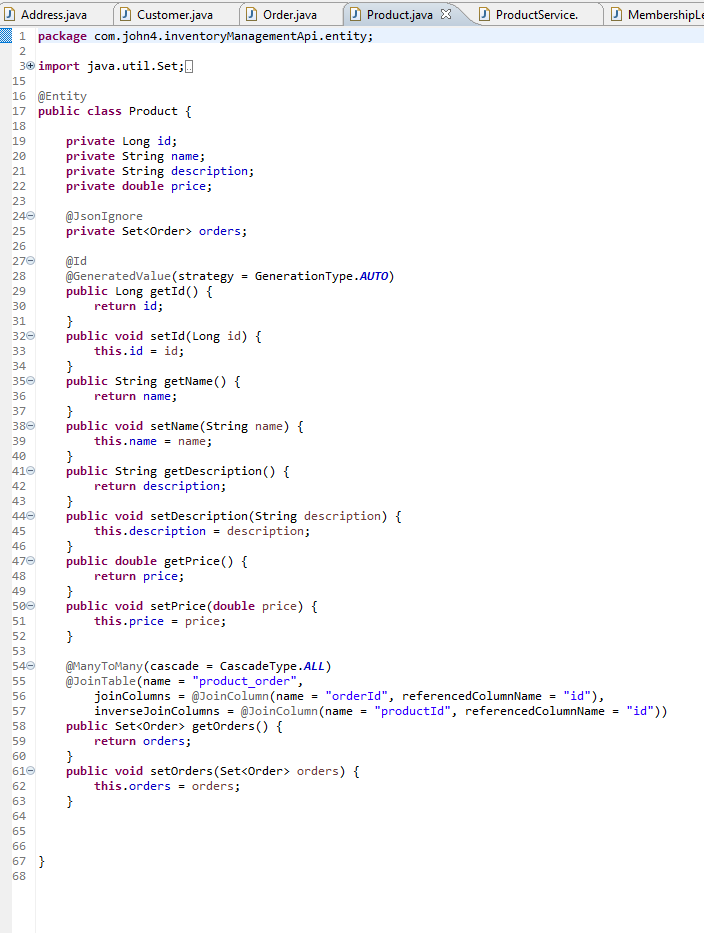 Address.java Customer.java Order.java Product.java ProductService. MembershipLe
1 package com.john4.inventoryManagementApi.entity;
2
3 import java.util.Set;
15
16 @Entity
17 public class Product {
18
19 private Long id;
20 private String name;
21 private String description;
22 private double price;
23
24 @JsonIgnore
25 private Set<Order> orders;
26
27 @Id
28 @GeneratedValue(strategy = GenerationType.AUTO)
29 public Long getId() {
30 return id;
31 }
32 public void setId(Long id) {
33 this.id = id;
34 }
35 public String getName() {
36 return name;
37 }
38 public void setName(String name) {
39 this.name = name;
40 }
41 public String getDescription() {
42 return description;
43 }
44 public void setDescription(String description) {
45 this.description = description;
46 }
47 public double getPrice() {
48 return price;
49 }
50 public void setPrice(double price) {
51 this.price = price;
52 }
53
54 @ManyToMany(cascade = CascadeType.ALL)
55 @JoinTable(name = "product_order",
56 joinColumns = @JoinColumn(name = "orderId", referencedColumnName = "id"),
57 inverseJoinColumns = @JoinColumn(name = "productId", referencedColumnName = "id"))
58 public Set<Order> getOrders() {
59 return orders;
60 }
61 public void setOrders(Set<Order> orders) {
62 this.orders = orders;
63 }
64
65
66
67 }
68